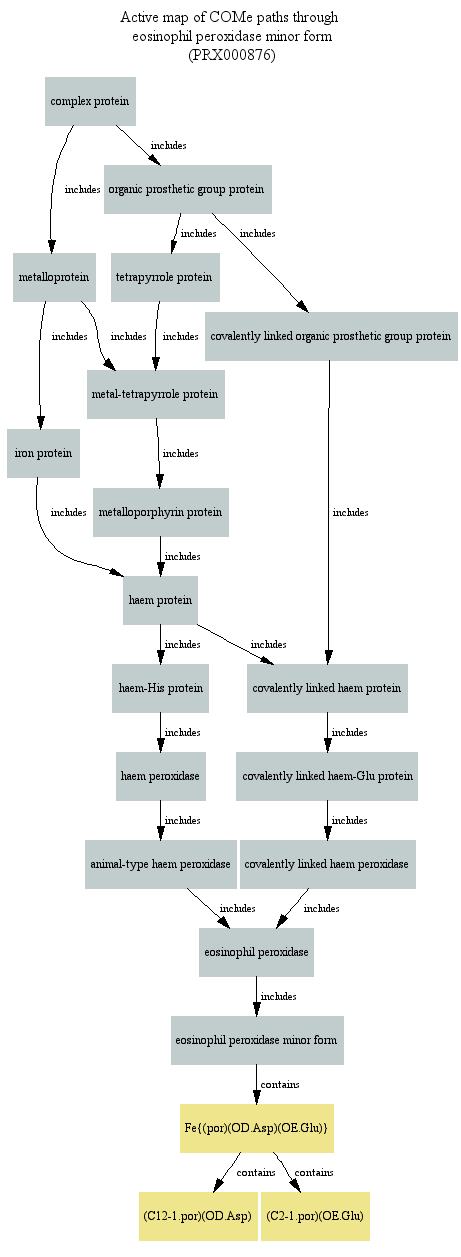 Active map of COMe paths through
eosinophil peroxidase minor form
(PRX000876)
complex protein
includes
includes
organic prosthetic group protein
includes
includes
metalloprotein
tetrapyrrole protein
covalently linked organic prosthetic group protein
includes
includes
includes
metal-tetrapyrrole protein
iron protein
includes
metalloporphyrin protein
includes
includes
includes
haem protein
includes
includes
haem-His protein
covalently linked haem protein
includes
includes
haem peroxidase
covalently linked haem-Glu protein
includes
includes
animal-type haem peroxidase
covalently linked haem peroxidase
includes
includes
eosinophil peroxidase
includes
eosinophil peroxidase minor form
contains
Fe{(por)(OD.Asp)(OE.Glu)}
contains
contains
(C12-1.por)(OD.Asp)
(C2-1.por)(OE.Glu)